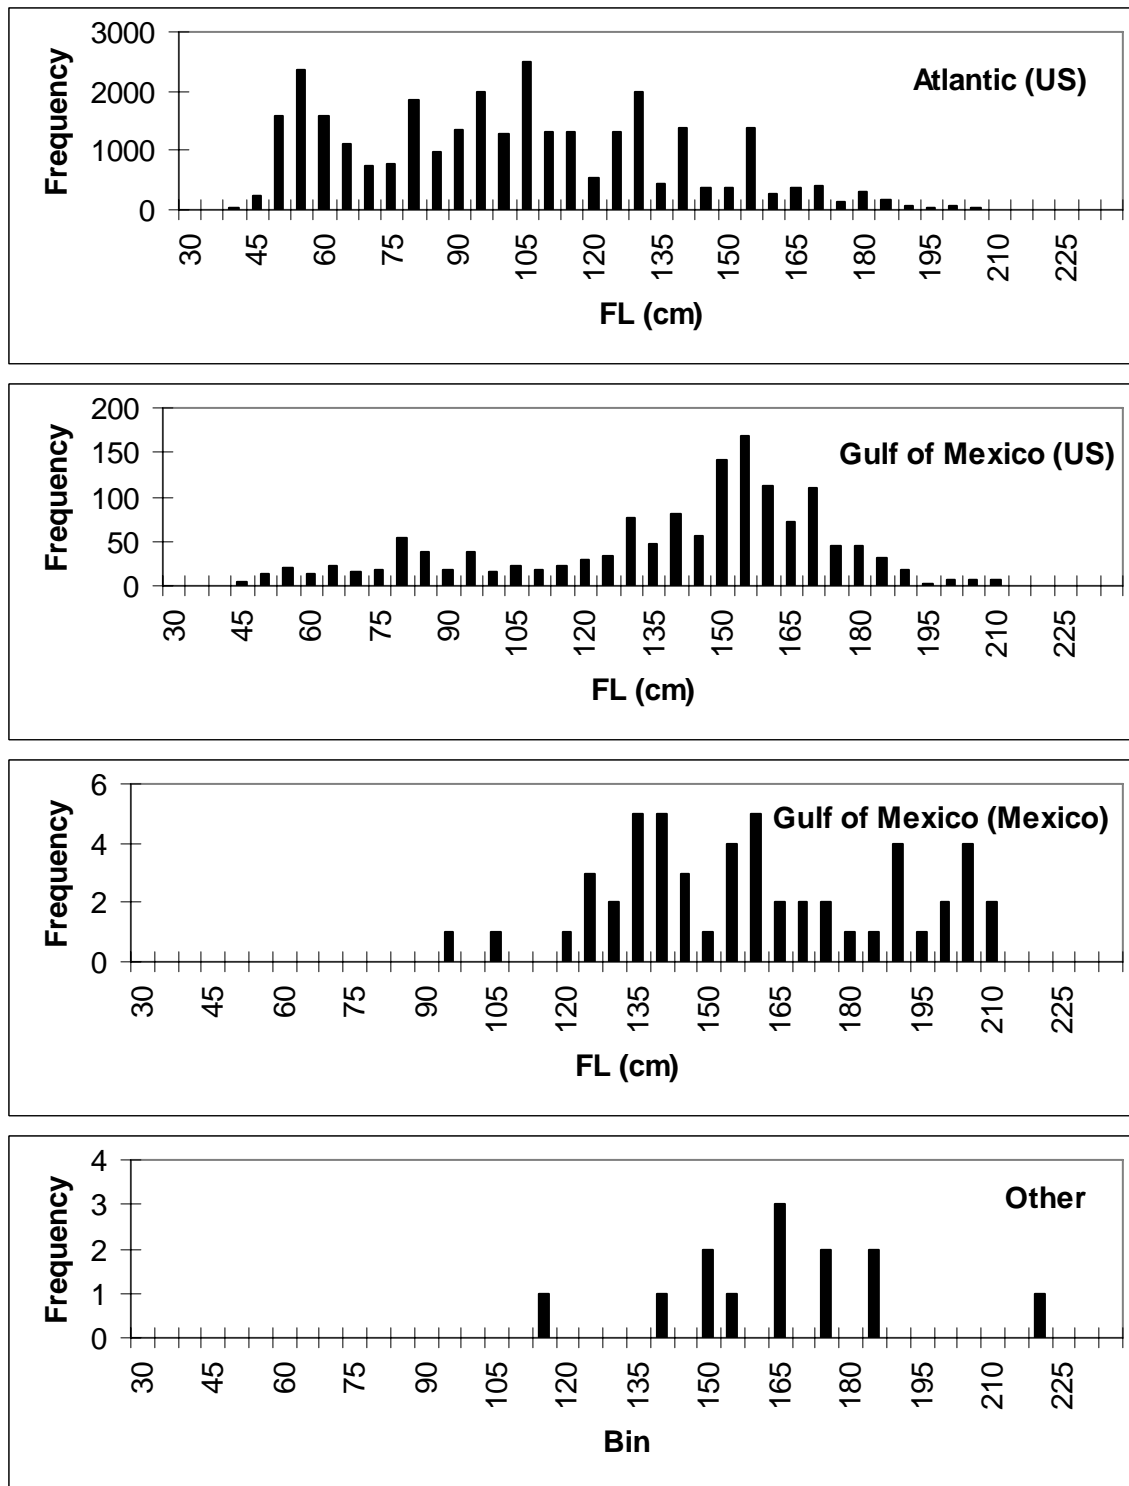 3000
2000
1000
0
Frequency
Atlantic (US)
30 45 60 75 90 105 120 135 150 165 180 195 210 225
FL (cm)
200
150
100
50
0
Frequency
Gulf of Mexico (US)
30 45 60 75 90 105 120 135 150 165 180 195 210 225
FL (cm)
6
4
2
0
Frequency
Gulf of Mexico (Mexico)
30 45 60 75 90 105 120 135 150 165 180 195 210 225
FL (cm)
4
3
2
1
0
Frequency
Other
30 45 60 75 90 105 120 135 150 165 180 195 210 225
Bin